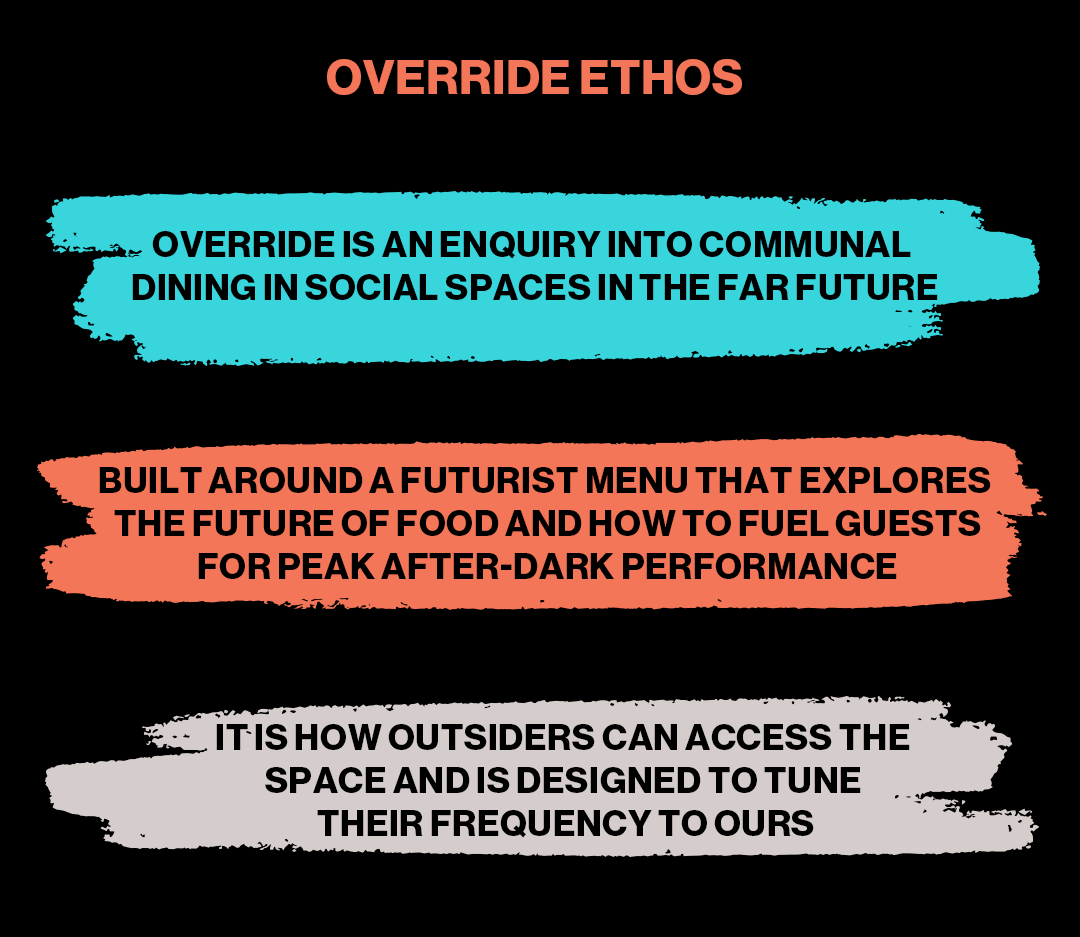 OVERRIDE ETHOS
OVERRIDE IS AN ENQUIRY INTO COMMUNAL
DINING IN SOCIAL SPACES IN THE FAR FUTURE
BUILT AROUND A FUTURIST MENU THAT EXPLORES
THE FUTURE OF FOOD AND HOW TO FUEL GUESTS
FOR PEAK AFTER-DARK PERFORMANCE
IT IS HOW OUTSIDERS CAN ACCESS THE
SPACE AND IS DESIGNED TO TUNE
THEIR FREQUENCY TO OURS